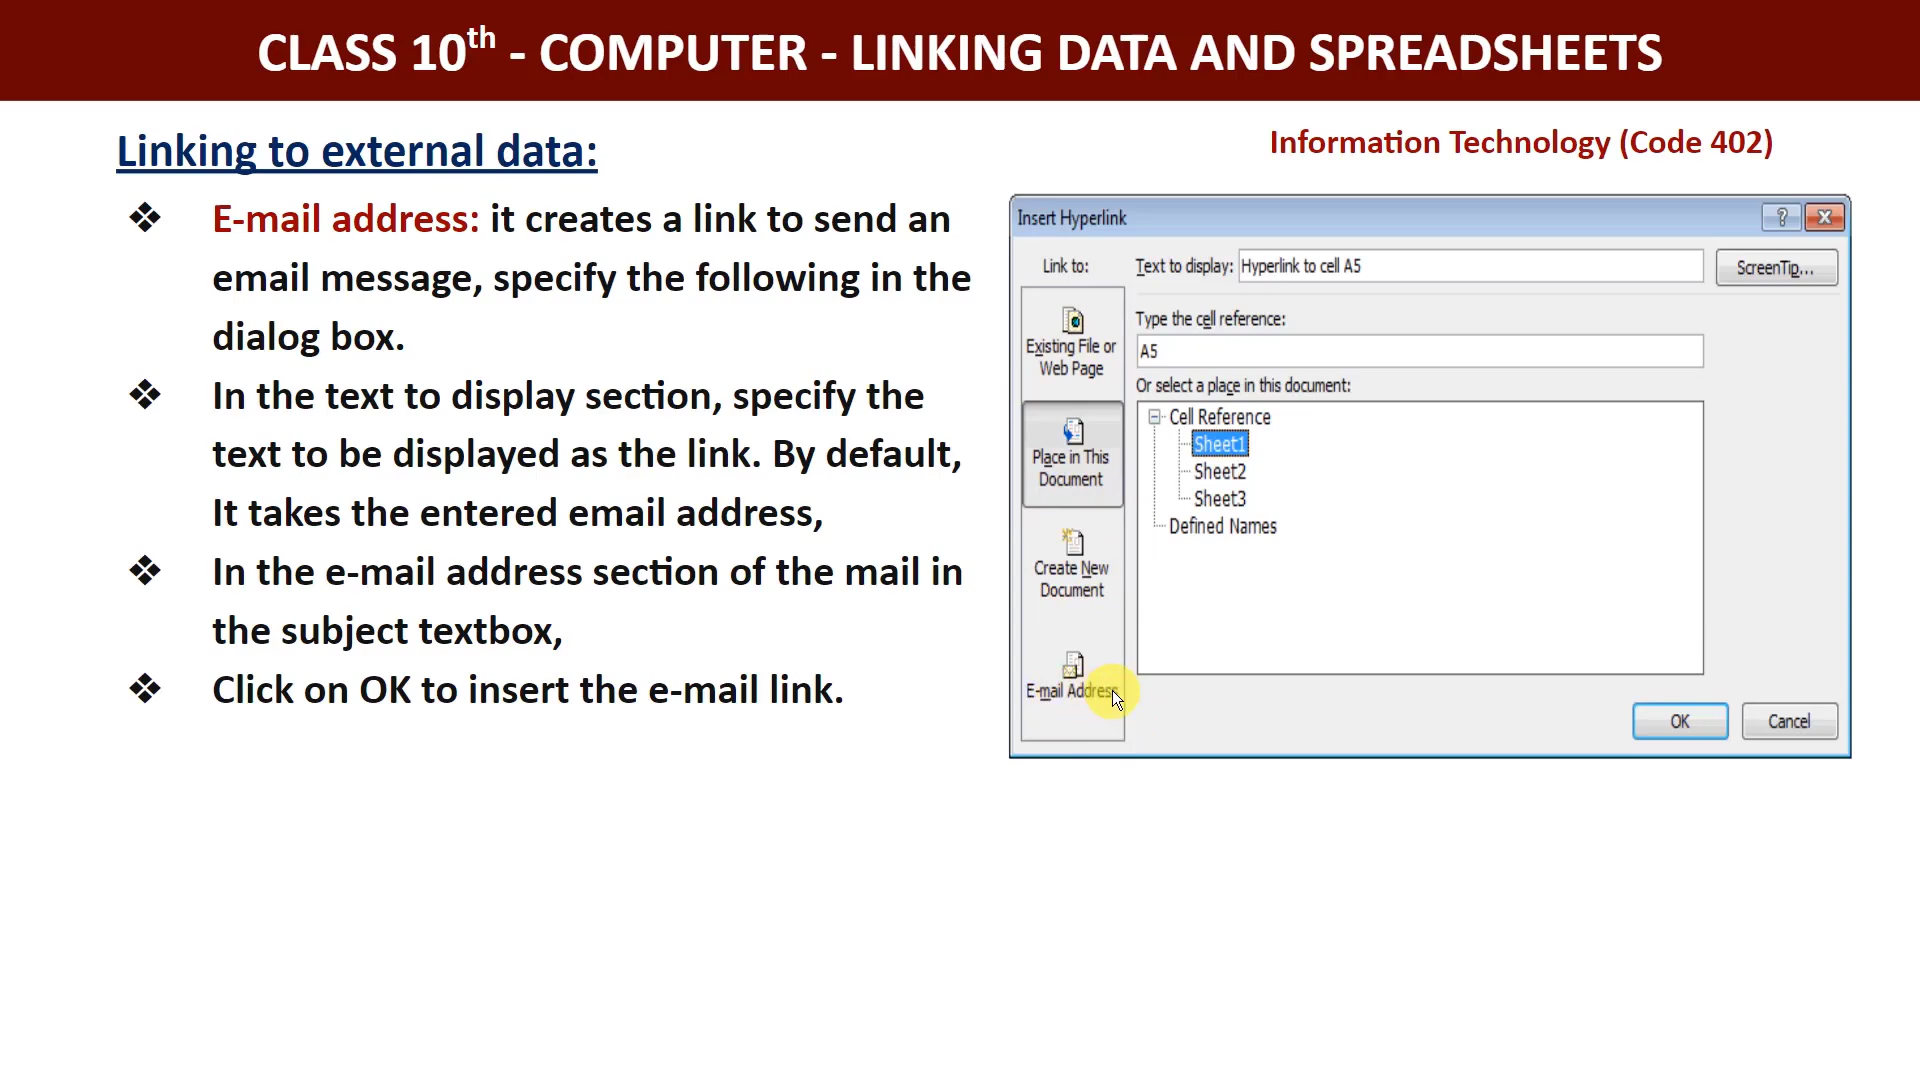 CLASS 10th - COMPUTER - LINKING DATA AND SPREADSHEETS
Linking to external data:
Information Technology (Code 402)
❖ E-mail address: it creates a link to send an
email message, specify the following in the
dialog box.
❖ In the text to display section, specify the
text to be displayed as the link. By default,
It takes the entered email address,
❖ In the e-mail address section of the mail in
the subject textbox,
❖ Click on OK to insert the e-mail link.
Insert Hyperlink
Link to:
Text to display: Hyperlink to cell A5
ScreenTip...
Existing File or
Web Page
Place in This
Document
Create New
Document
E-mail Address
Type the cell reference:
A5
Or select a place in this document:
Cell Reference
Sheet1
Sheet2
Sheet3
Defined Names
OK
Cancel